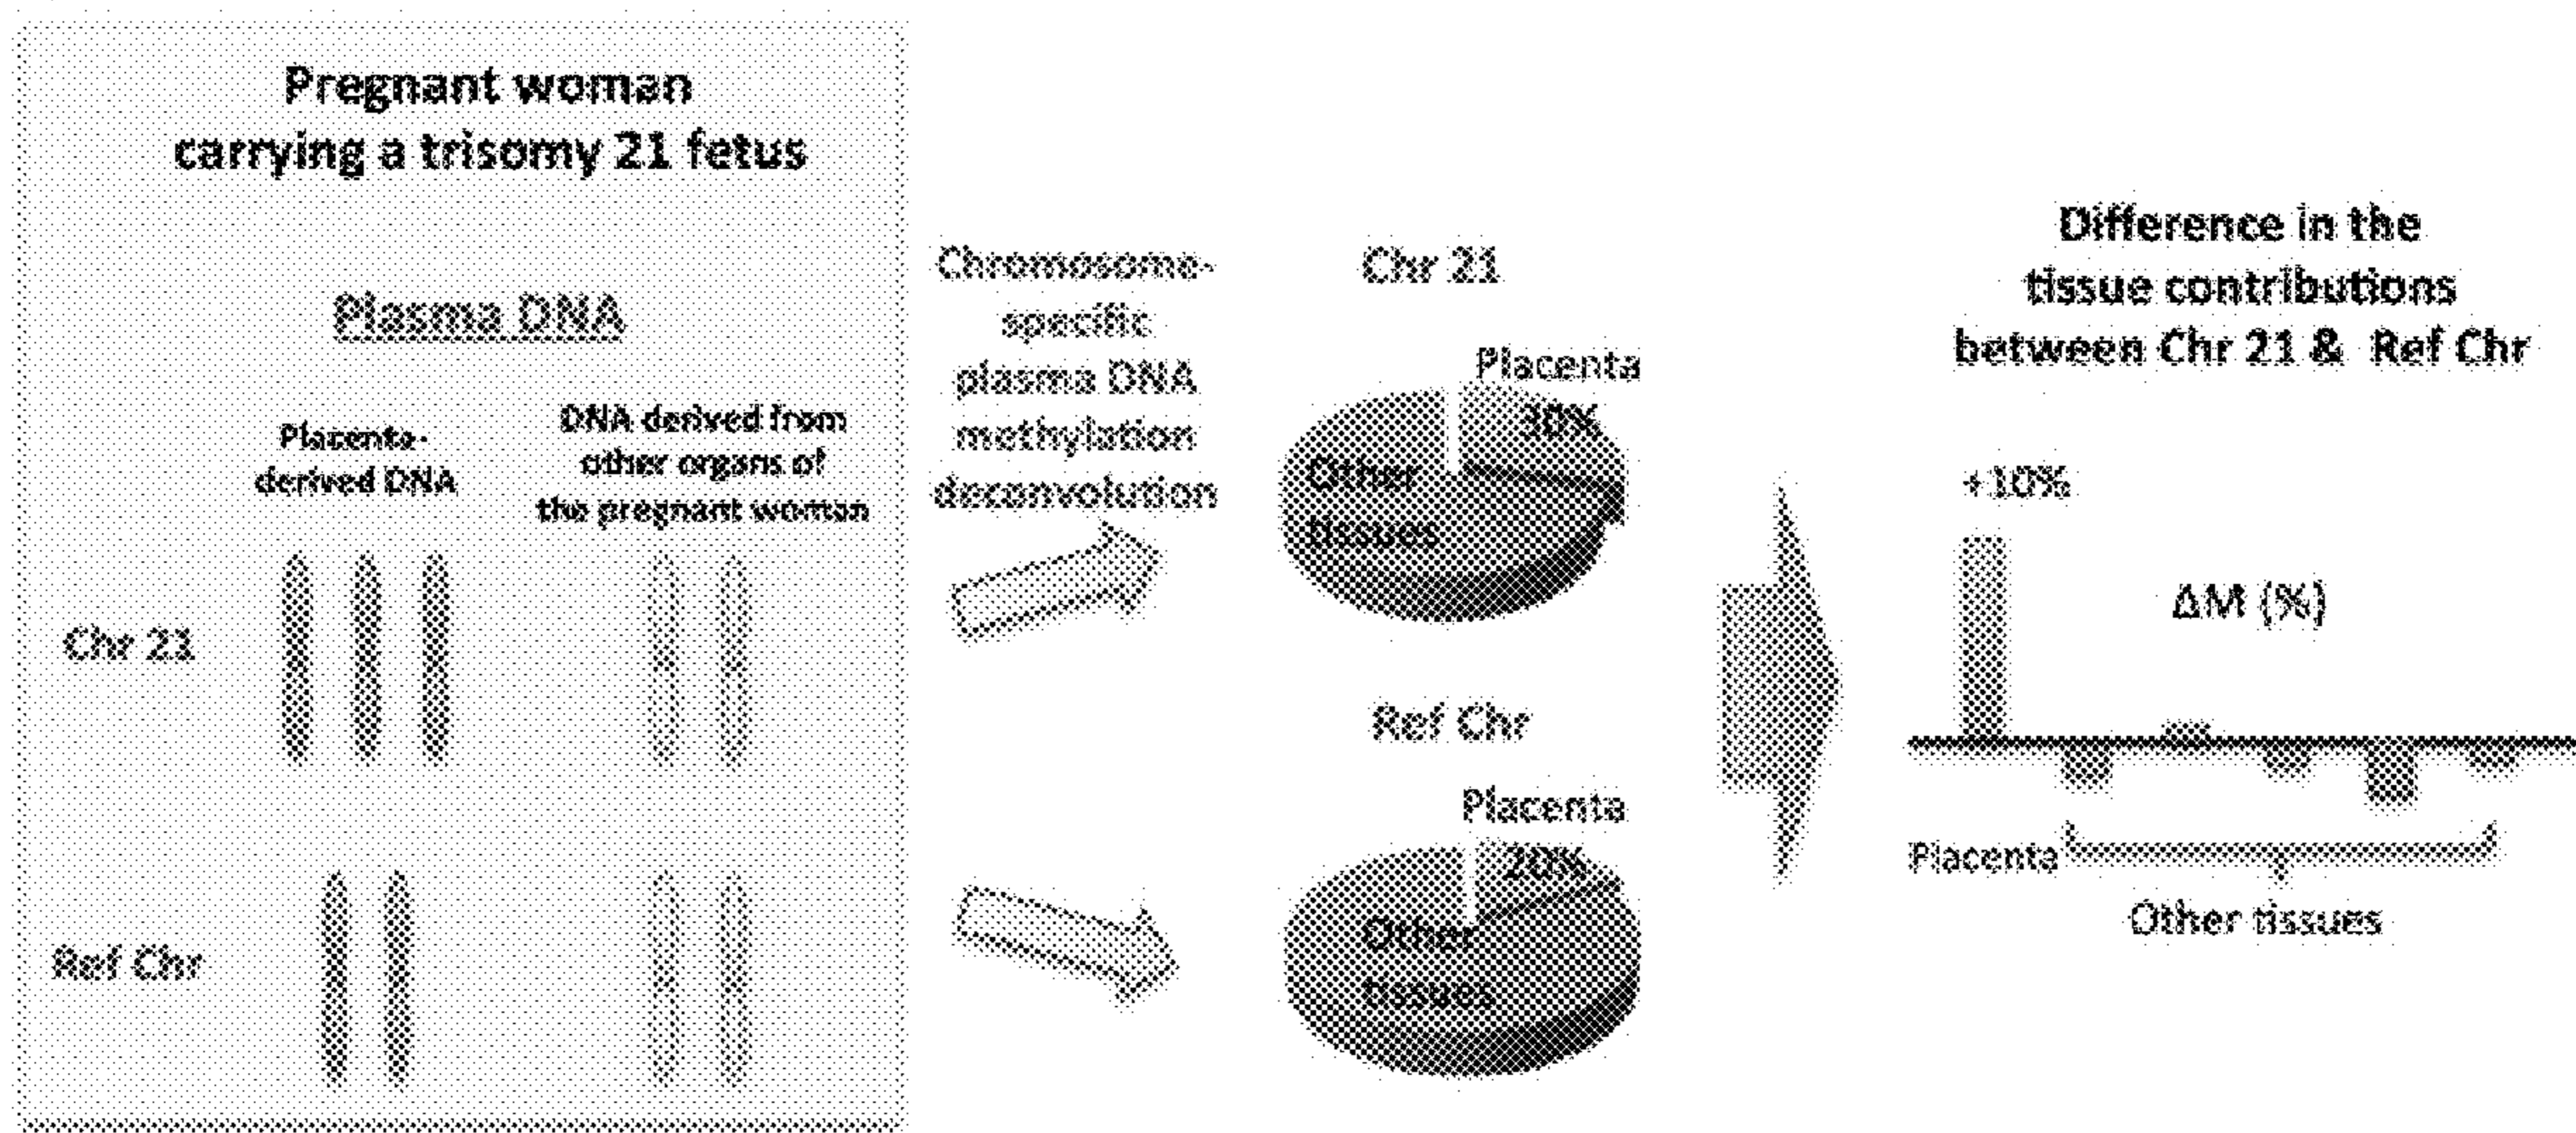 Pregnant woman
carrying a trisomy 21 fetus
Plasma DNA
Placenta-
derived DNA
DNA derived from
other organs of
the pregnant woman
Chr 21
Ref Chr
Chromosome-
specific
plasma DNA
methylation
deconvolution
Chr 21
Placenta
30%
Other
tissues
Ref Chr
Placenta
20%
Other
tissues
Difference in the
tissue contributions
between Chr 21 & Ref Chr
+10%
ΔM (%)
Placenta
Other tissues